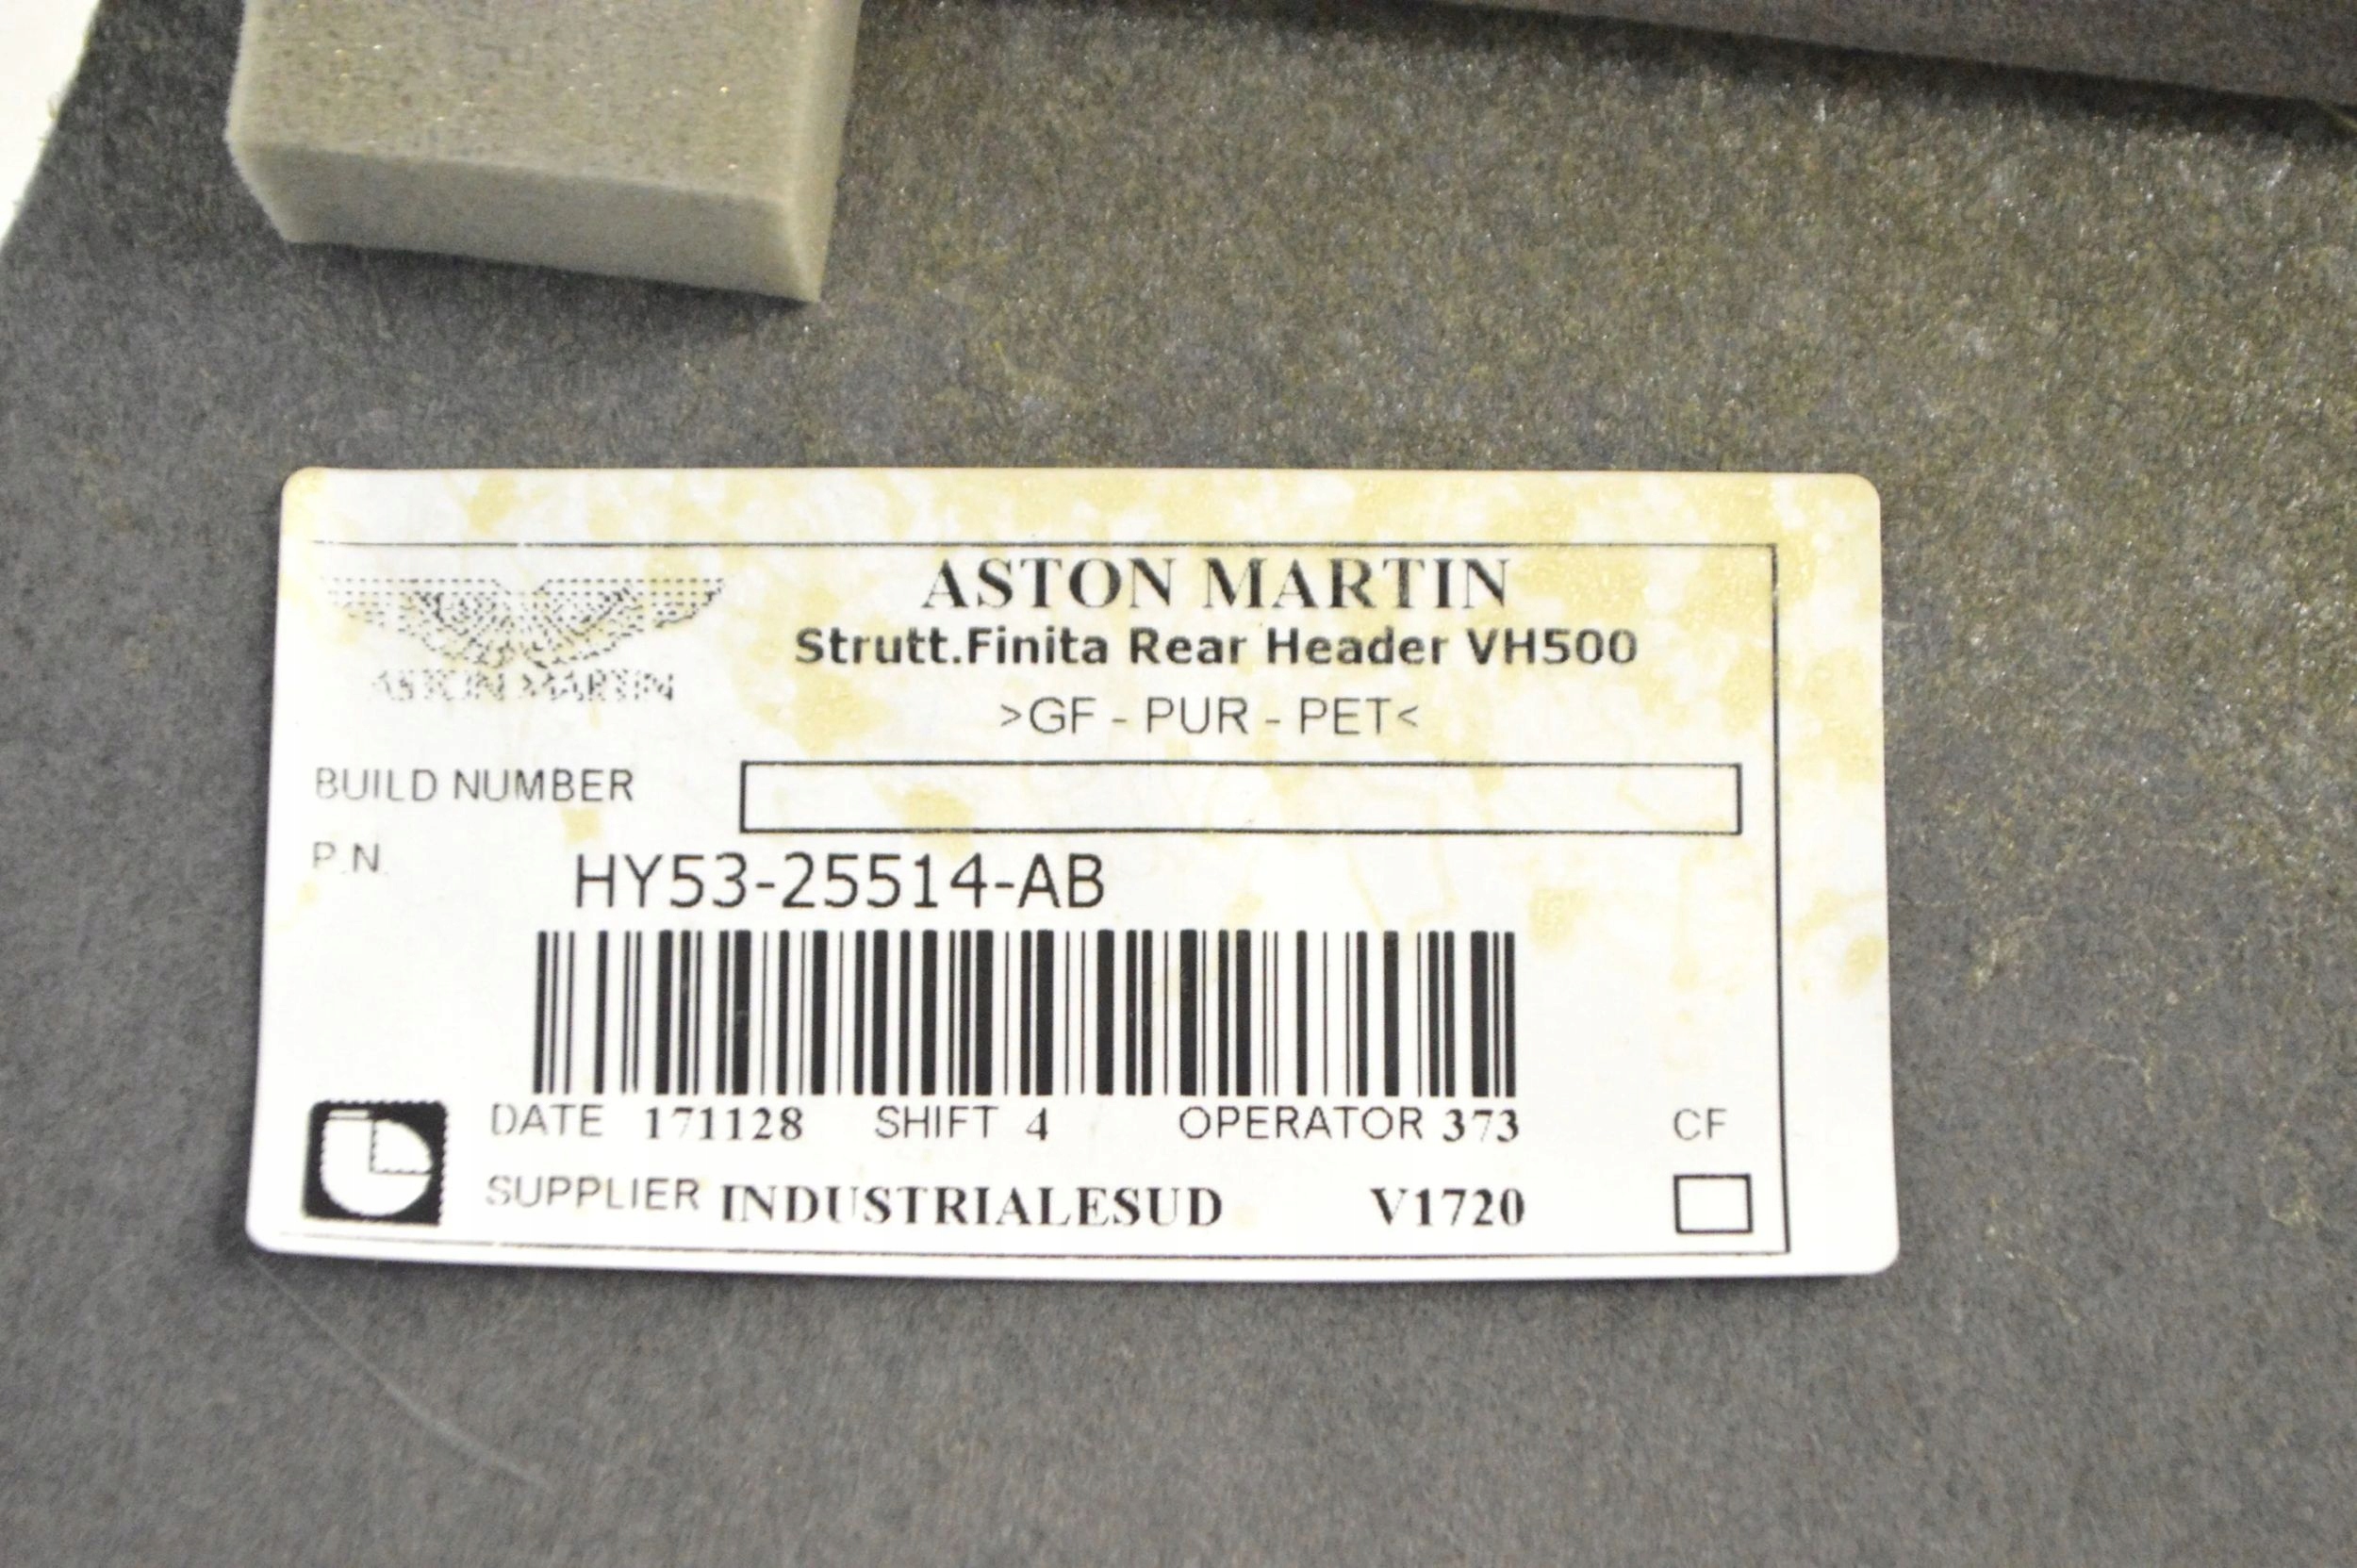 ASTON MARTIN
Strutt.Finita Rear Header VH500
ASTON MARTIN
>GF - PUR - PET<
BUILD NUMBER
P.N.
HY53-25514-AB
DATE 171128 SHIFT 4 OPERATOR 373 CF
SUPPLIER INDUSTRIALESUD V1720